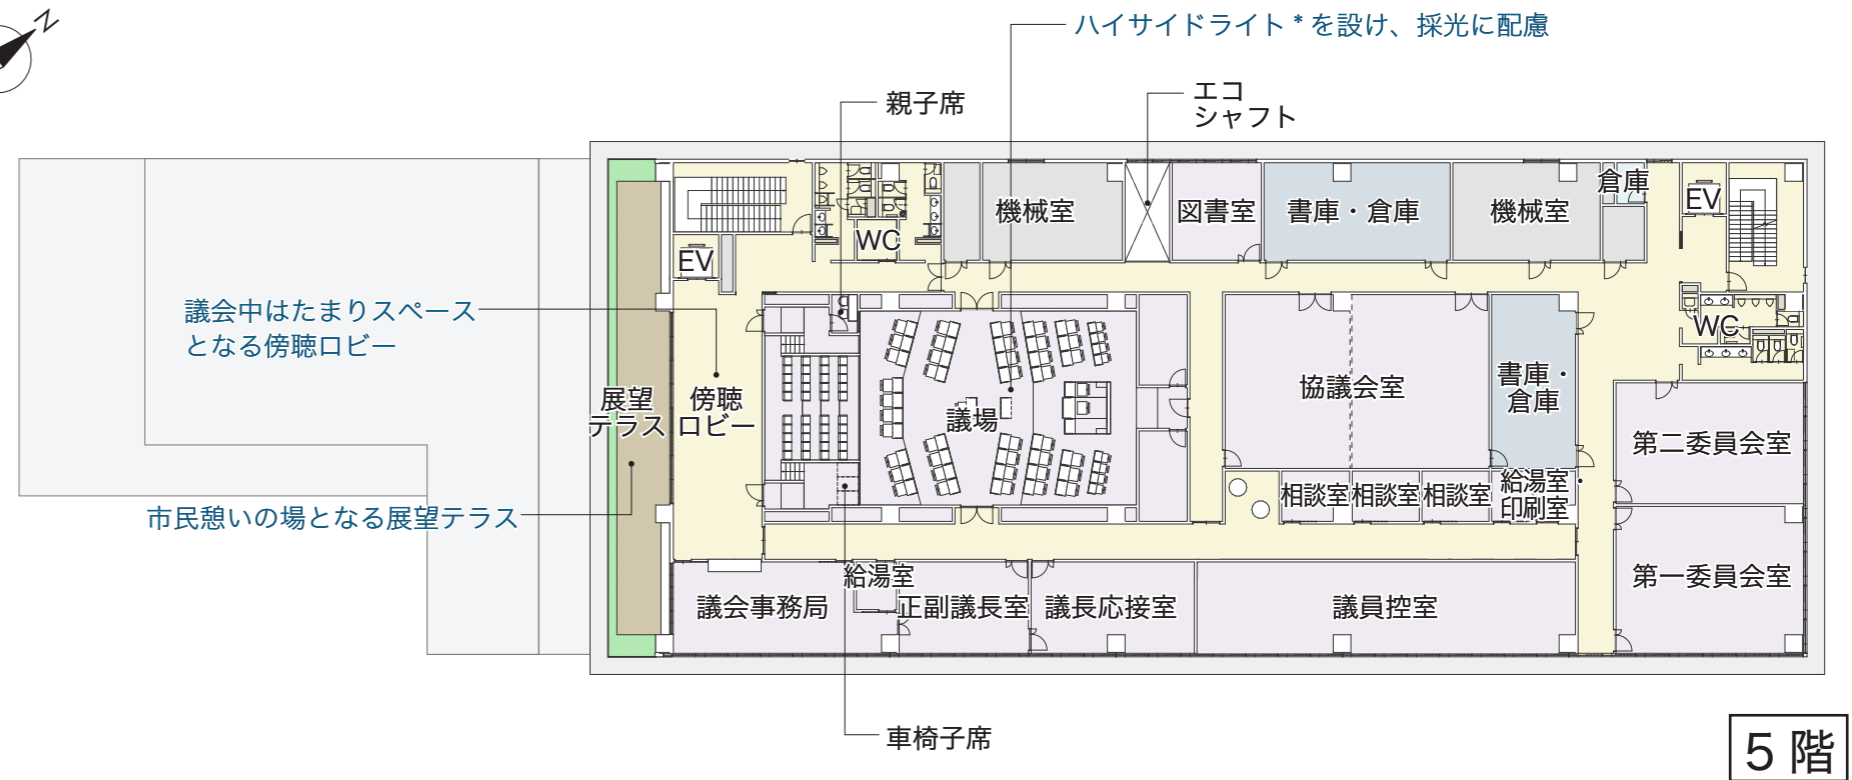 N
ハイサイドライト*を設け、採光に配慮
親子席
エコ
シャフト
機械室
図書室
書庫・倉庫
機械室
倉庫
EV
WC
EV
議会中はたまりスペース
となる傍聴ロビー
WC
展望
テラス
傍聴
ロビー
議場
協議会室
書庫・
倉庫
第二委員会室
相談室
相談室
相談室
給湯室・
印刷室
市民憩いの場となる展望テラス
給湯室
議会事務局
正副議長室
議長応接室
議員控室
第一委員会室
車椅子席
5階